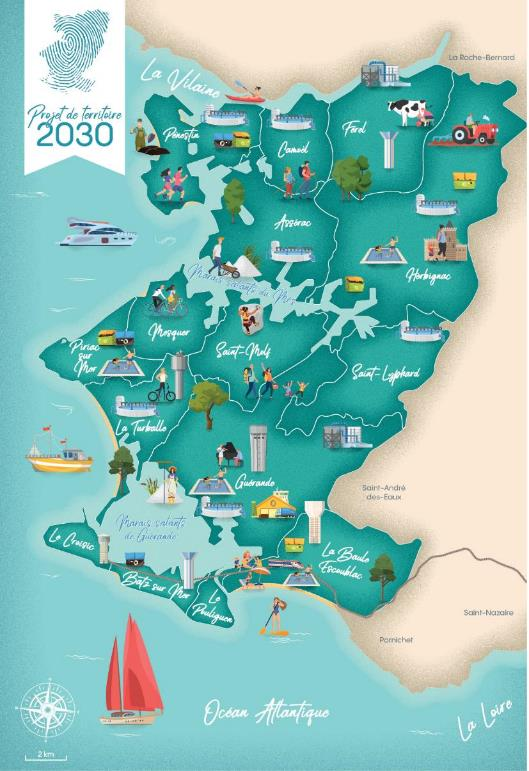 La Roche-Bernard
La Vilaine
Projet de territoire
2030
Pénestin
Camoël
Férel
Assérac
Herbignac
Marais salants du Mès
Mesquer
Piriac
sur
Mer
Saint-Molf
Saint-Lyphard
La Turballe
Guérande
Saint-André
des-Eaux
Marais salants
de Guérande
Le Croisic
Batz sur Mer
Le
Pouliguen
La Baule
Escoublac
Saint-Nazaire
Pornichet
Océan Atlantique
La Loire
2 km